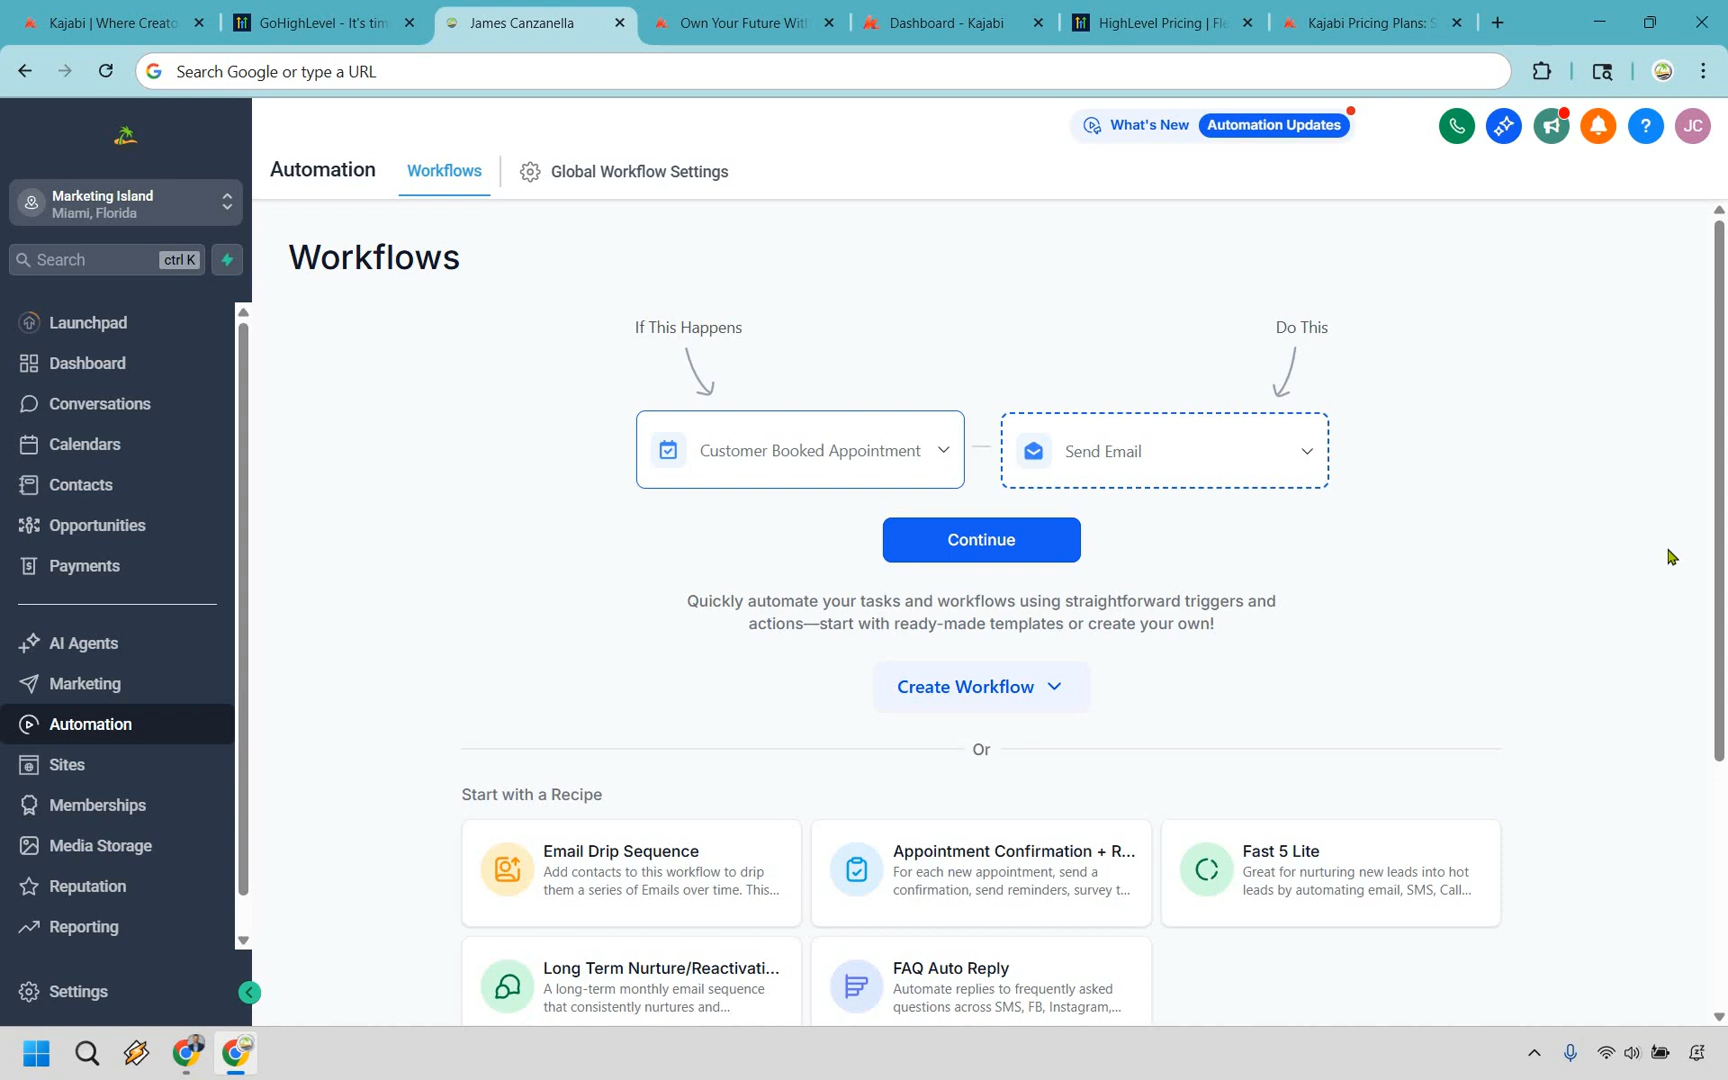 Kajabi | Where Creato
GoHighLevel - It's tim
James Canzanella
Own Your Future With
Dashboard - Kajabi
HighLevel Pricing | Fle
Kajabi Pricing Plans: S
Search Google or type a URL
What's New
Automation Updates
JC
Marketing Island
Miami, Florida
Search
ctrl K
Automation
Workflows
Global Workflow Settings
Launchpad
Dashboard
Conversations
Calendars
Contacts
Opportunities
Payments
AI Agents
Marketing
Automation
Sites
Memberships
Media Storage
Reputation
Reporting
Settings
Workflows
If This Happens
Do This
Customer Booked Appointment
Send Email
Continue
Quickly automate your tasks and workflows using straightforward triggers and
actions—start with ready-made templates or create your own!
Create Workflow
Or
Start with a Recipe
Email Drip Sequence
Add contacts to this workflow to drip
them a series of Emails over time. This...
Appointment Confirmation + R...
For each new appointment, send a
confirmation, send reminders, survey t...
Fast 5 Lite
Great for nurturing new leads into hot
leads by automating email, SMS, Call...
Long Term Nurture/Reactivati...
A long-term monthly email sequence
that consistently nurtures and...
FAQ Auto Reply
Automate replies to frequently asked
questions across SMS, FB, Instagram,...